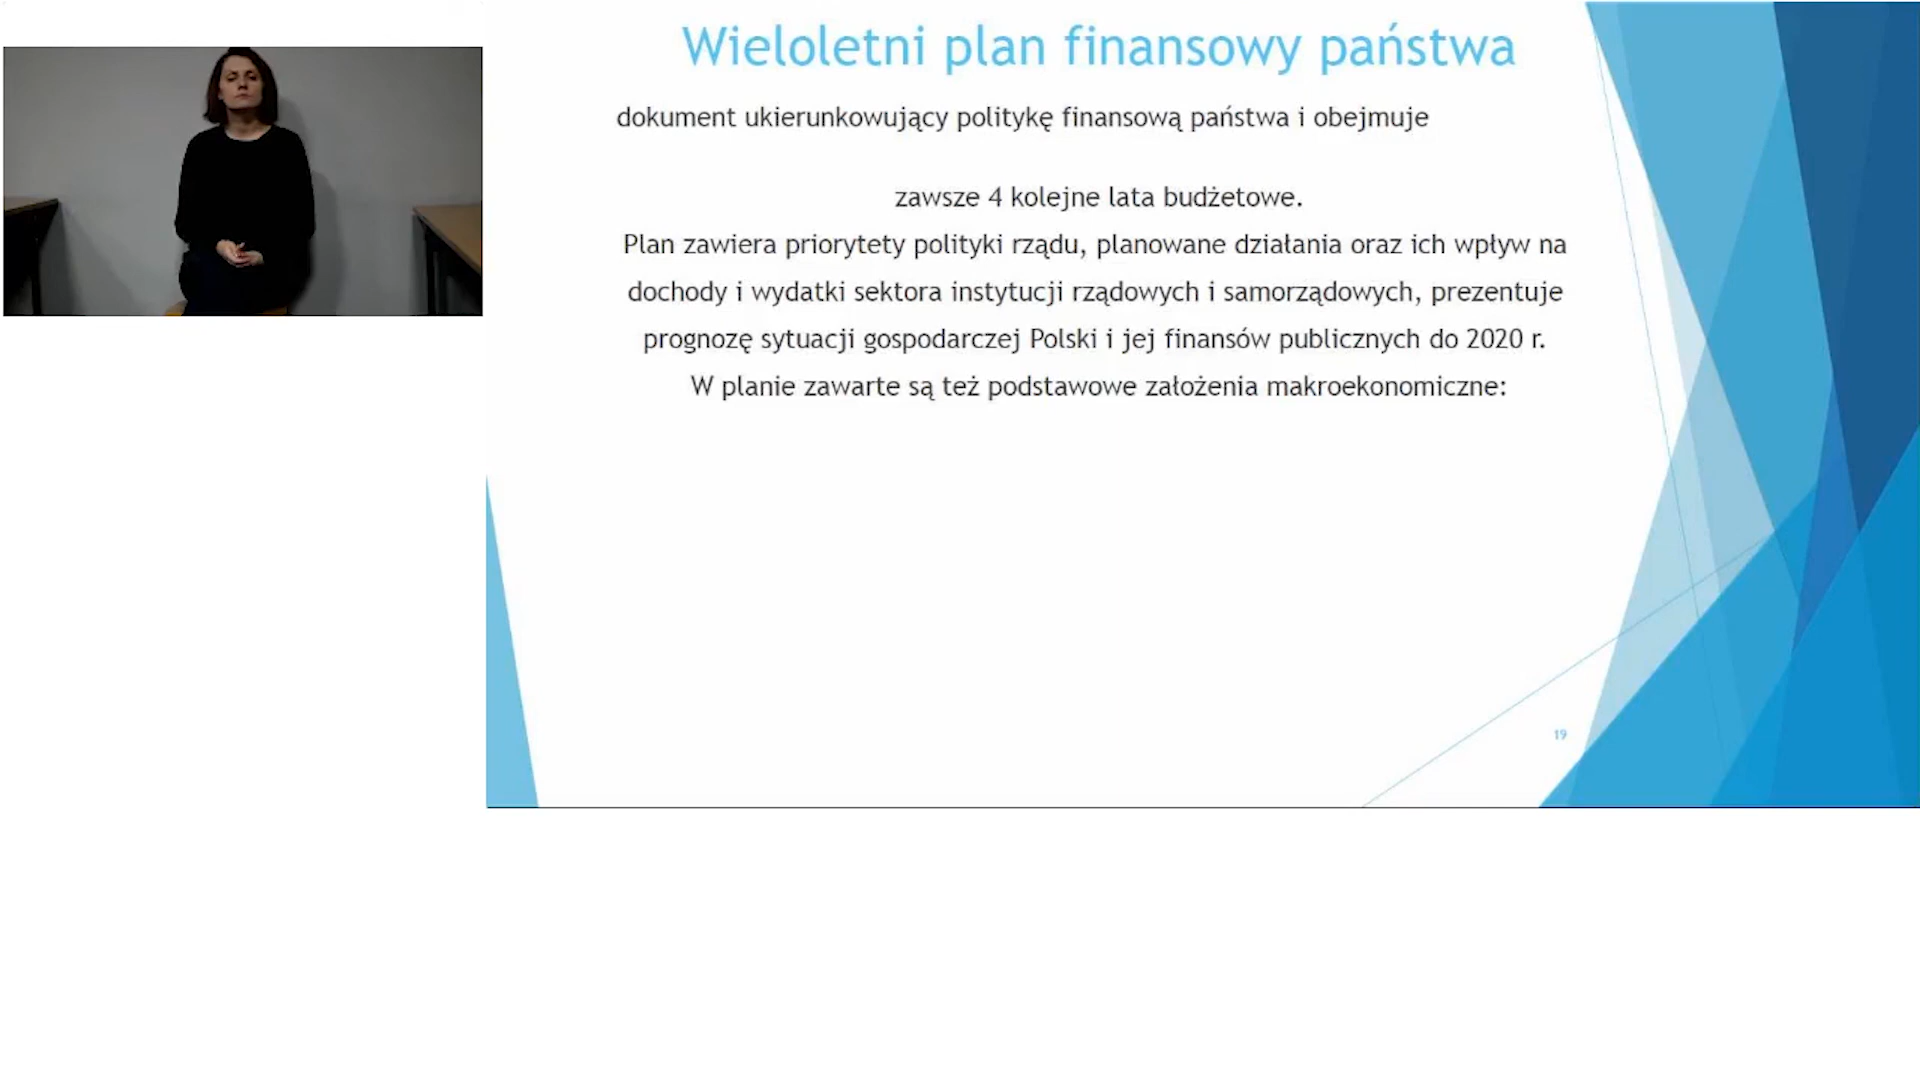 Wieloletni plan finansowy państwa
dokument ukierunkowujący politykę finansową państwa i obejmuje
zawsze 4 kolejne lata budżetowe.
Plan zawiera priorytety polityki rządu, planowane działania oraz ich wpływ na
dochody i wydatki sektora instytucji rządowych i samorządowych, prezentuje
prognozę sytuacji gospodarczej Polski i jej finansów publicznych do 2020 r.
W planie zawarte są też podstawowe założenia makroekonomiczne:
19